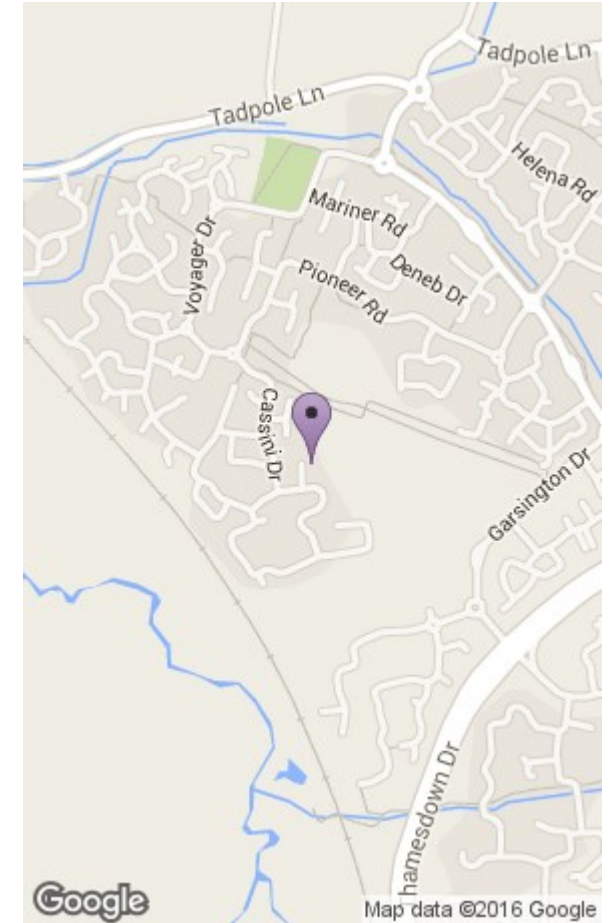 Tadpole Ln
Tadpole Ln
Helena Rd
Mariner Rd
Voyager Dr
Deneb Dr
Pioneer Rd
Cassini Dr
Garsington Dr
hamesdown Dr
Google
Map data ©2016 Google